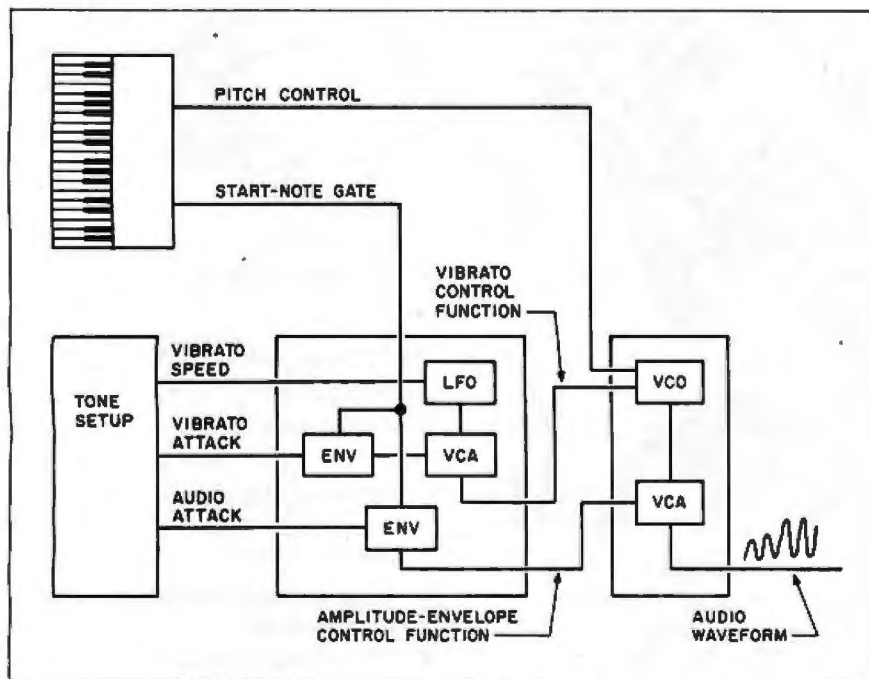 PITCH CONTROL
START-NOTE GATE
VIBRATO
CONTROL
FUNCTION
TONE
SETUP
VIBRATO
SPEED
VIBRATO
ATTACK
AUDIO
ATTACK
LFO
ENV
VCA
ENV
VCO
VCA
AMPLITUDE-ENVELOPE
CONTROL FUNCTION
AUDIO
WAVEFORM